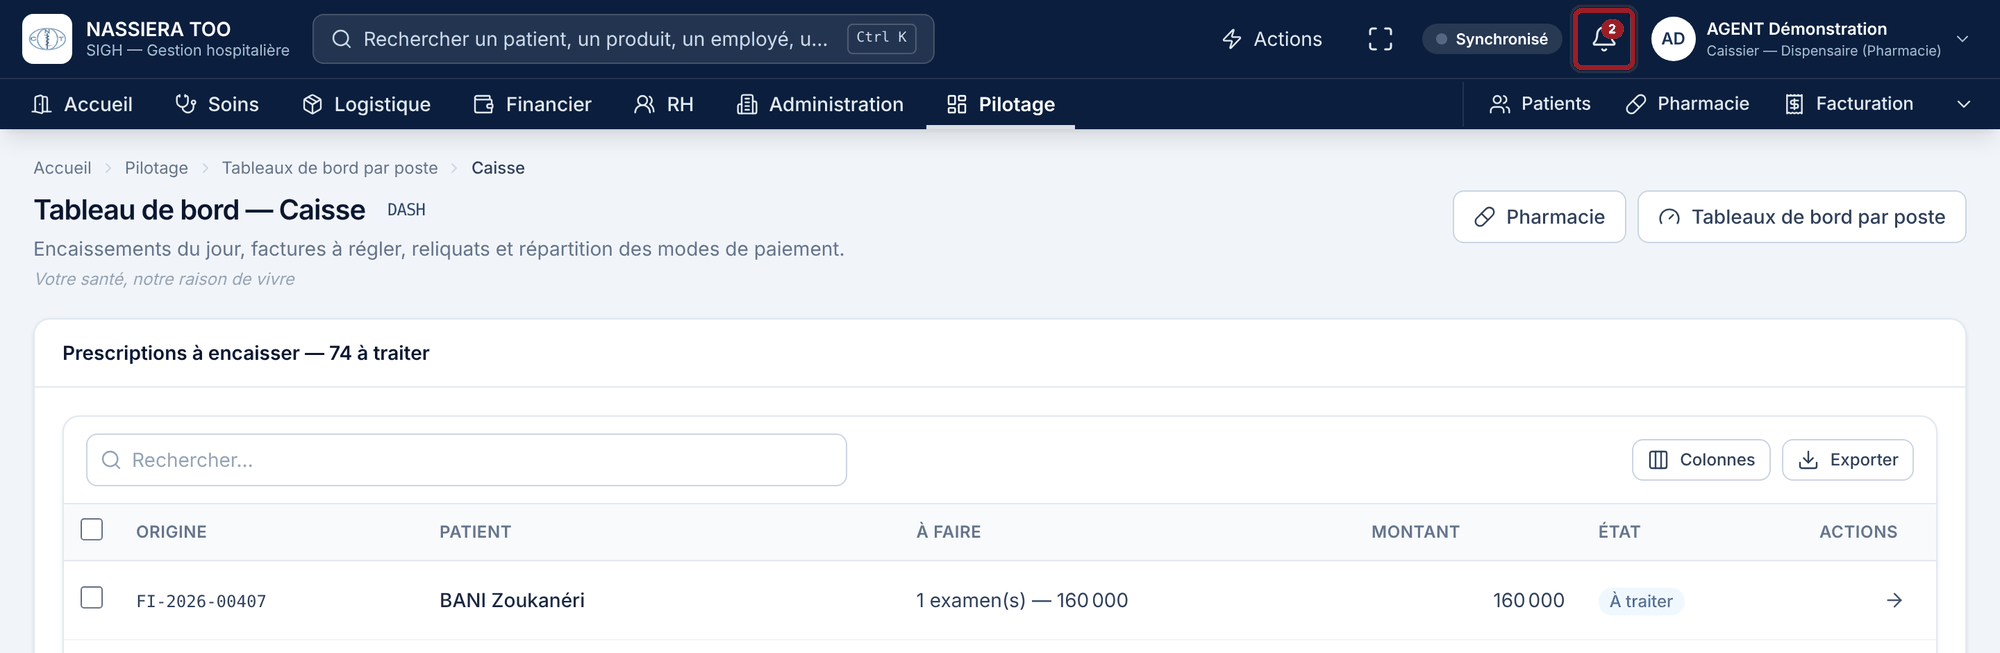 NASSIERA TOO
SIGH — Gestion hospitalière
Rechercher un patient, un produit, un employé, u...
Ctrl K
Actions
Synchronisé
2
AD
AGENT Démonstration
Caissier — Dispensaire (Pharmacie)
Accueil
Soins
Logistique
Financier
RH
Administration
Pilotage
Patients
Pharmacie
Facturation
Accueil > Pilotage > Tableaux de bord par poste > Caisse
Tableau de bord — Caisse DASH
Pharmacie
Tableaux de bord par poste
Encaissements du jour, factures à régler, reliquats et répartition des modes de paiement.
Votre santé, notre raison de vivre
Prescriptions à encaisser — 74 à traiter
Rechercher...
Colonnes
Exporter
ORIGINE PATIENT À FAIRE MONTANT ÉTAT ACTIONS
FI-2026-00407 BANI Zoukanéri 1 examen(s) — 160 000 160 000 À traiter